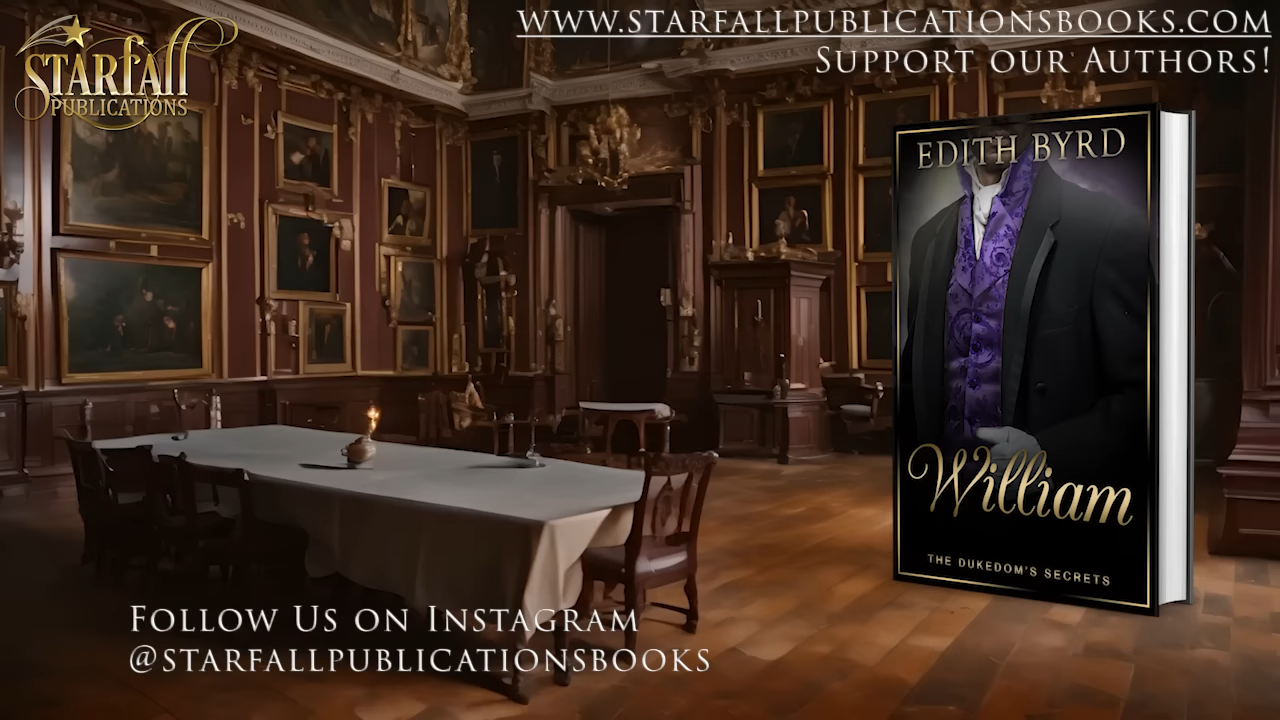 STARfall
PUBLICATIONS
WWW.STARFALLPUBLICATIONSBOOKS.COM
SUPPORT OUR AUTHORS!
EDITH BYRD
William
THE DUKEDOM'S SECRETS
FOLLOW US ON INSTAGRAM
@STARFALLPUBLICATIONSBOOKS